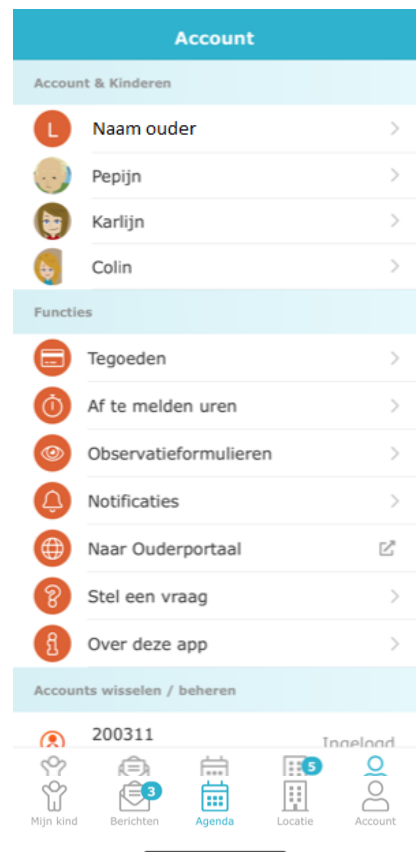 Account
Account & Kinderen
L
Naam ouder
Pepijn
Karlijn
Colin
Functies
Tegoeden
Af te melden uren
Observatieformulieren
Notificaties
Naar Ouderportaal
Stel een vraag
Over deze app
Accounts wisselen / beheren
200311
Ingelogd
5
3
Mijn kind Berichten Agenda Locatie Account